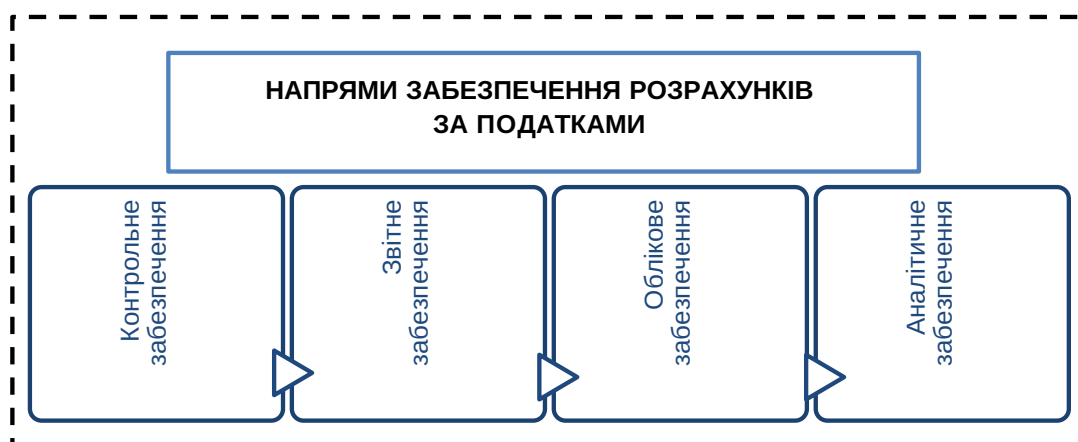 НАПРЯМИ ЗАБЕЗПЕЧЕННЯ РОЗРАХУНКІВ
ЗА ПОДАТКАМИ
Контрольне
забезпечення
Звітне
забезпечення
Облікове
забезпечення
Аналітичне
забезпечення